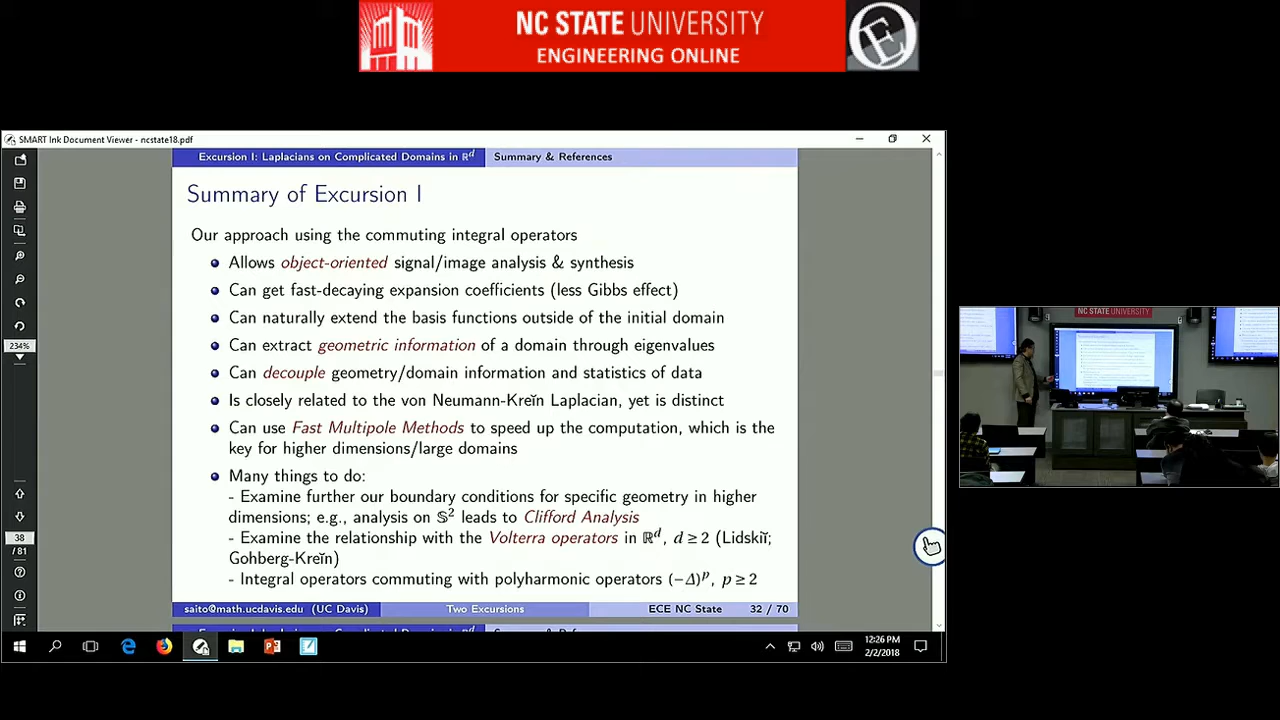 NC STATE UNIVERSITY
ENGINEERING ONLINE
E
SMART Ink Document Viewer - ncstate18.pdf
Excursion I: Laplacians on Complicated Domains in ℝᵈ Summary & References
Summary of Excursion I
Our approach using the commuting integral operators
Allows object-oriented signal/image analysis & synthesis
Can get fast-decaying expansion coefficients (less Gibbs effect)
Can naturally extend the basis functions outside of the initial domain
Can extract geometric information of a domain through eigenvalues
Can decouple geometry/domain information and statistics of data
Is closely related to the von Neumann-Kreĭn Laplacian, yet is distinct
Can use Fast Multipole Methods to speed up the computation, which is the
key for higher dimensions/large domains
Many things to do:
- Examine further our boundary conditions for specific geometry in higher
dimensions; e.g., analysis on 𝕊² leads to Clifford Analysis
- Examine the relationship with the Volterra operators in ℝᵈ, d ≥ 2 (Lidskiĭ;
Gohberg-Kreĭn)
- Integral operators commuting with polyharmonic operators (−Δ)ᵖ, p ≥ 2
saito@math.ucdavis.edu (UC Davis) Two Excursions ECE NC State 32 / 70
234%
38
/ 81
12:26 PM
2/2/2018
NC STATE UNIVERSITY